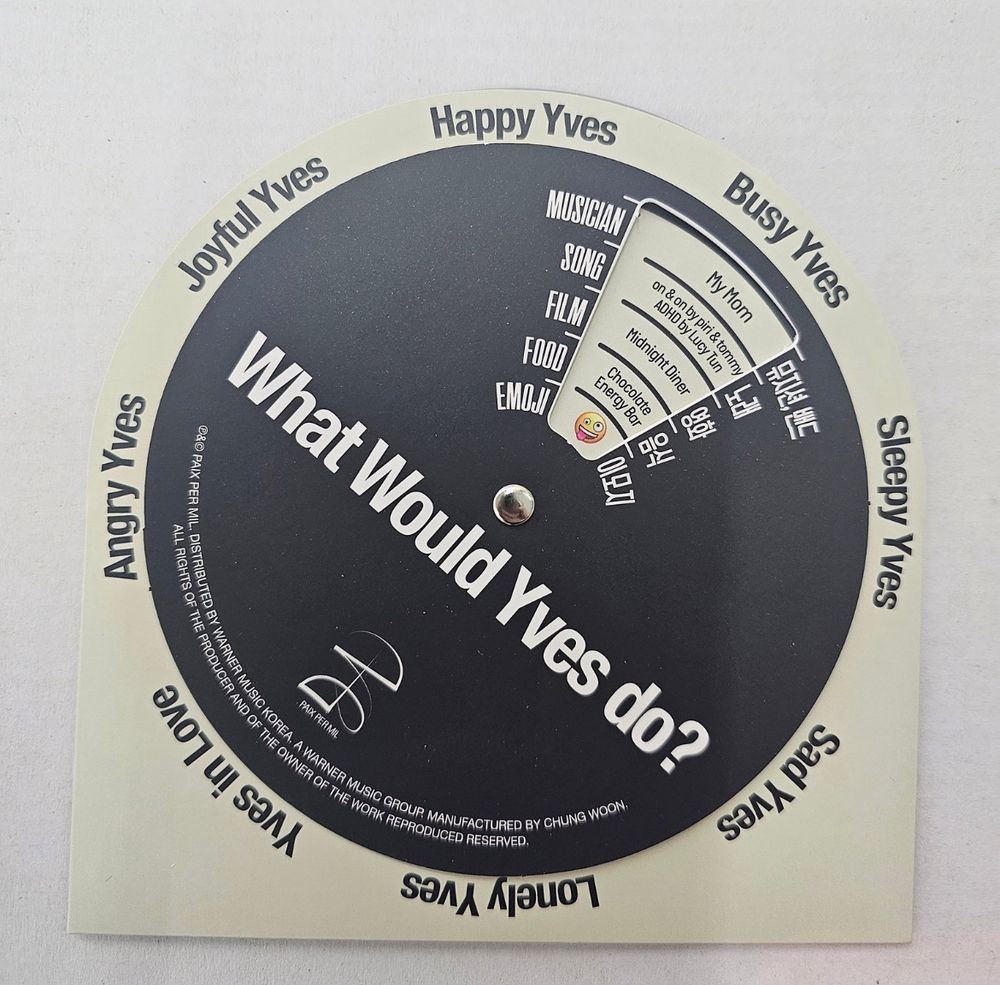 Happy Yves
Busy Yves
Sleepy Yves
Sad Yves
Lonely Yves
Yves in Love
Angry Yves
Joyful Yves
MUSICIAN
SONG
FILM
FOOD
EMOJI
My Mom
on & on by piri & tommy
ADHD by Lucy Tun
Midnight Diner
Chocolate
Energy Bar
뮤지션, 밴드
노래
영화
음식
이모지
What Would Yves do?
PAIX PER MIL
℗&© PAIX PER MIL. DISTRIBUTED BY WARNER MUSIC KOREA. A WARNER MUSIC GROUP. MANUFACTURED BY CHUNG WOON.
ALL RIGHTS OF THE PRODUCER AND OF THE OWNER OF THE WORK REPRODUCED RESERVED.